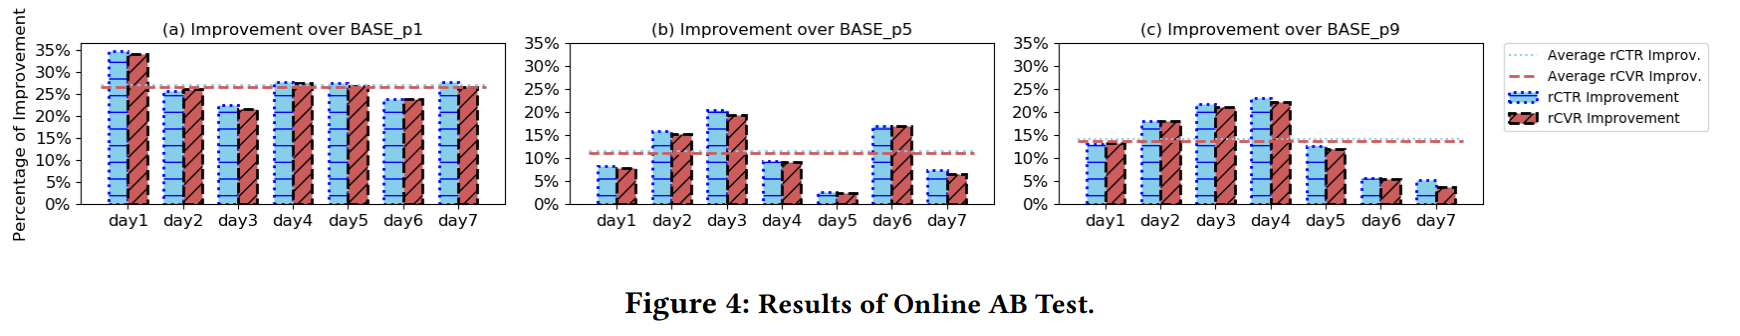 Percentage of Improvement
(a) Improvement over BASE_p1
35%
30%
25%
20%
15%
10%
5%
0%
day1 day2 day3 day4 day5 day6 day7
(b) Improvement over BASE_p5
35%
30%
25%
20%
15%
10%
5%
0%
day1 day2 day3 day4 day5 day6 day7
(c) Improvement over BASE_p9
35%
30%
25%
20%
15%
10%
5%
0%
day1 day2 day3 day4 day5 day6 day7
Average rCTR Improv.
Average rCVR Improv.
rCTR Improvement
rCVR Improvement
Figure 4: Results of Online AB Test.